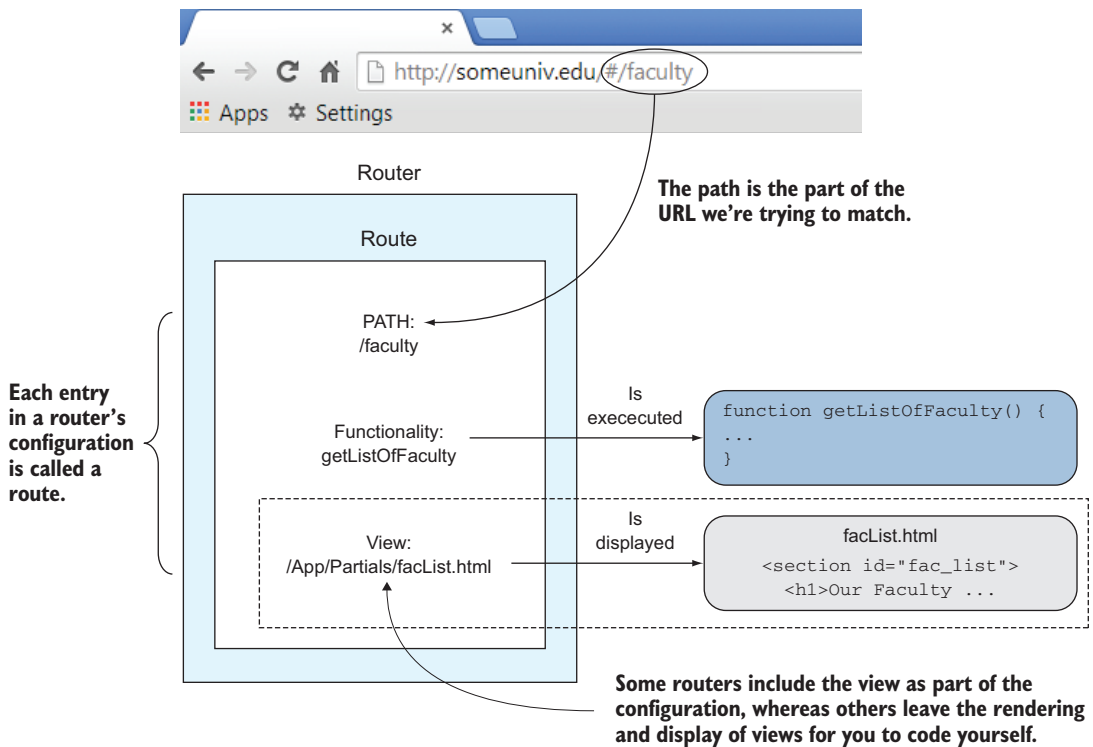 http://someuniv.edu/#/faculty
Apps Settings
Router
The path is the part of the
URL we're trying to match.
Route
PATH:
/faculty
Each entry
in a router's
configuration
is called a
route.
Is
exececuted
Functionality:
getListOfFaculty
function getListOfFaculty() {
...
}
Is
displayed
View:
/App/Partials/facList.html
facList.html
<section id="fac_list">
<h1>Our Faculty ...
Some routers include the view as part of the
configuration, whereas others leave the rendering
and display of views for you to code yourself.